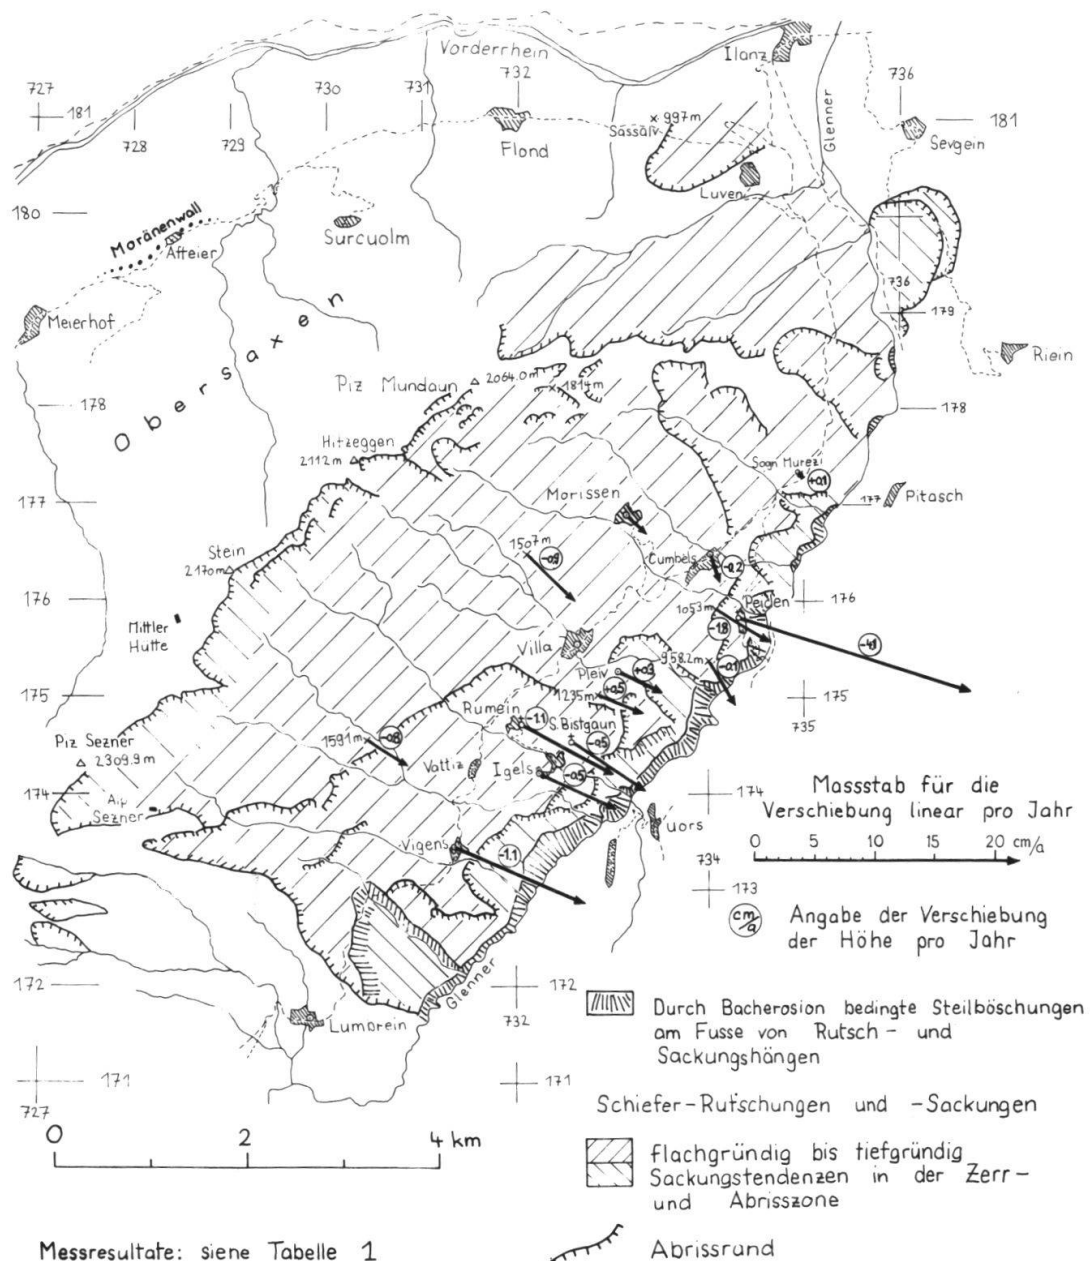 Vorderrhein
Ilanz
727
732
730
731
736
181
728
729
× 997m
Sassalv
Flond
Glenner
181
Sevgein
Luven
180
Moränenwall
Affeier
Surcuolm
736
179
Meierhof
Obersaxen
Riein
Piz Mundaun
2064.0m
1814m
178
178
Hitzeggen
2112m
Sogn Murezi
+0.1
177
177
Pitasch
Morissen
Stein
2170m
1507m
-0.9
Cumbels
-0.2
176
1053m
Peiden
176
Mittler
Hütte
-1.8
Villa
-4.1
958.2m
-0.1
Pleiv
+0.3
175
1235m
+0.5
175
735
Rumein
-1.1
S. Bistgaun
-0.5
Piz Sezner
2309.9m
1591m
-0.8
Vattiz
Igels
-0.5
174
Alp
Sezner
174
Uors
Massstab für die
Verschiebung linear pro Jahr
0 5 10 15 20 cm/a
Vigens
-1.1
734
173
cm/a
Angabe der Verschiebung
der Höhe pro Jahr
172
Glenner
172
732
Lumbrein
Durch Bacherosion bedingte Steilböschungen
am Fusse von Rutsch- und
Sackungshängen
171
727
171
Schiefer-Rutschungen und -Sackungen
0 2 4 km
flachgründig bis tiefgründig
Sackungstendenzen in der Zerr-
und Abrisszone
Messresultate: siene Tabelle 1
Abrissrand